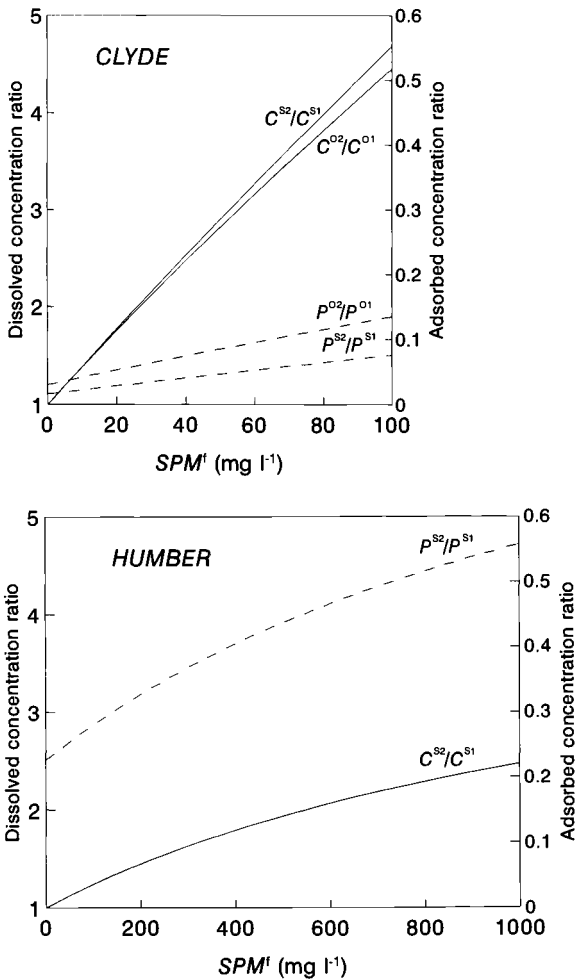 CLYDE
5
4
3
2
1
Dissolved concentration ratio
0.6
0.5
0.4
0.3
0.2
0.1
0
Adsorbed concentration ratio
C^S2/C^S1
C^O2/C^O1
P^O2/P^O1
P^S2/P^S1
0 20 40 60 80 100
SPM^f (mg l^-1)
HUMBER
5
4
3
2
1
Dissolved concentration ratio
0.6
0.5
0.4
0.3
0.2
0.1
0
Adsorbed concentration ratio
P^S2/P^S1
C^S2/C^S1
0 200 400 600 800 1000
SPM^f (mg l^-1)